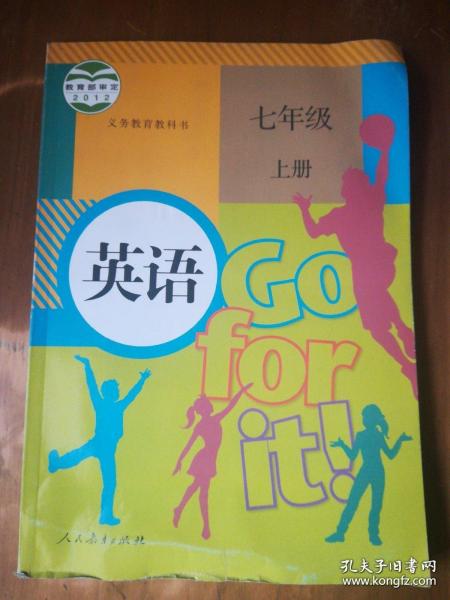 教育部审定
2012
义务教育教科书
七年级
上册
英语
Go
for
it!
人民教育出版社
孔夫子旧书网
www.kongfz.com